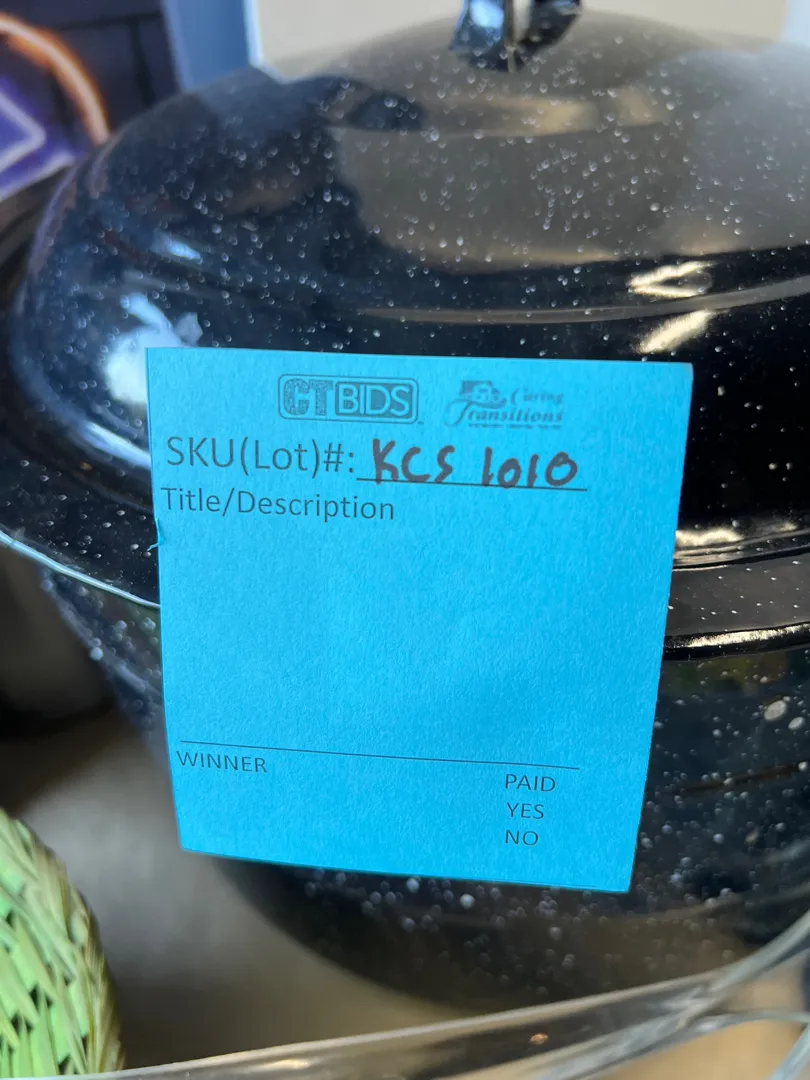 CTBIDS
Caring
Transitions
SKU(Lot)#: KCS 1010
Title/Description
WINNER
PAID
YES
NO